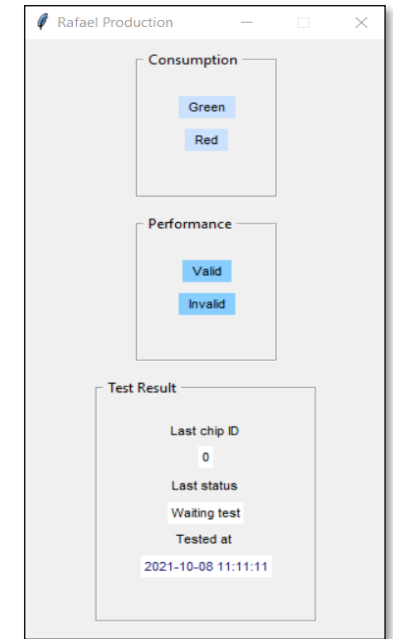 Rafael Production
Consumption
Green
Red
Performance
Valid
Invalid
Test Result
Last chip ID
0
Last status
Waiting test
Tested at
2021-10-08 11:11:11